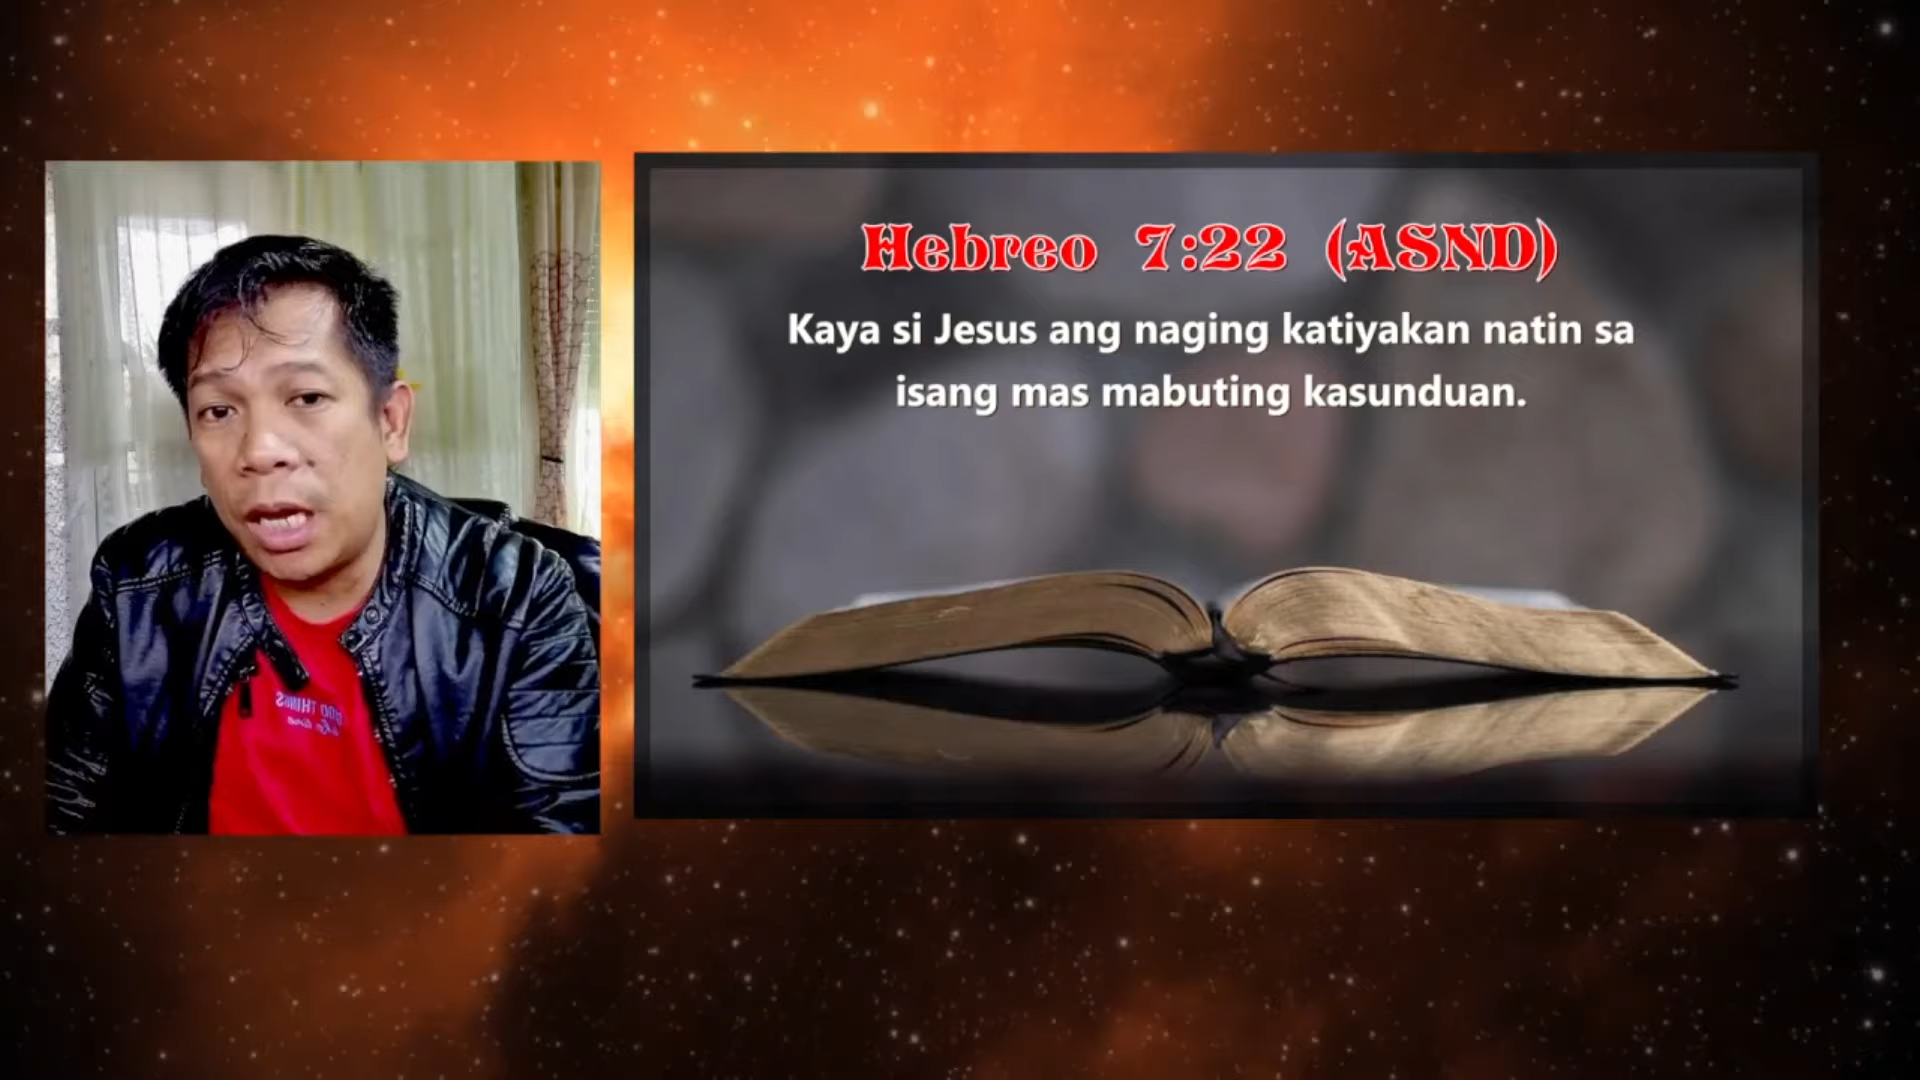 Hebreo 7:22 (ASND)
Kaya si Jesus ang naging katiyakan natin sa
isang mas mabuting kasunduan.